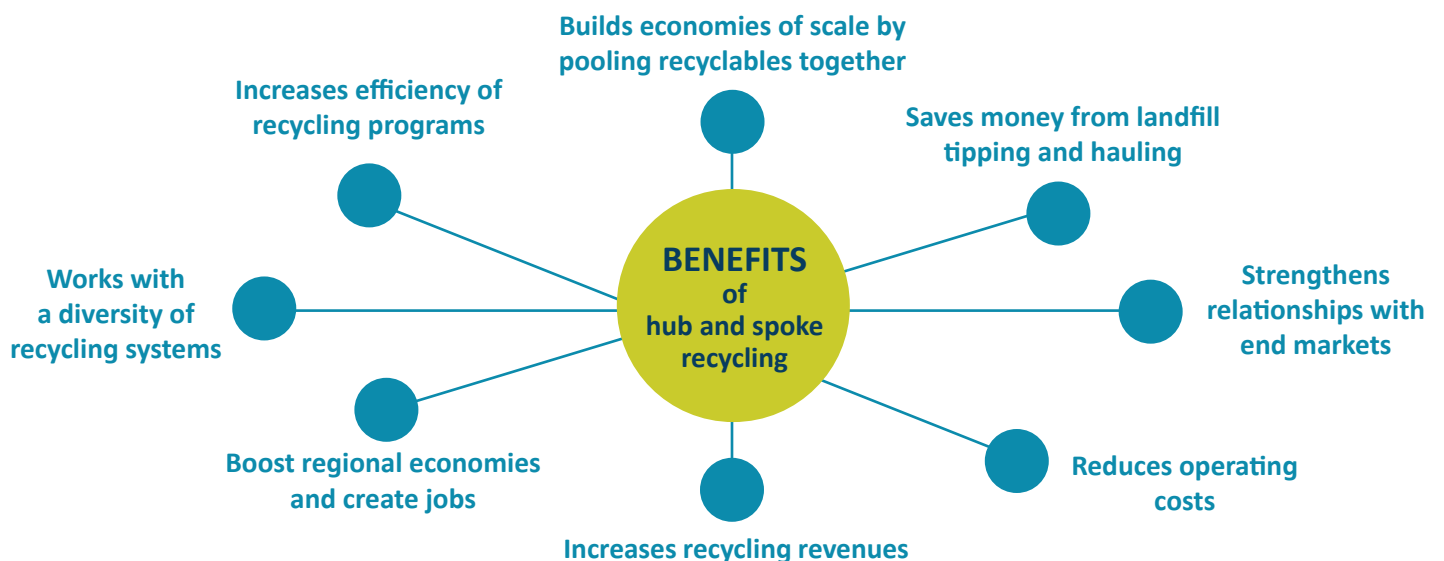 Builds economies of scale by
pooling recyclables together
Increases efficiency of
recycling programs
Saves money from landfill
tipping and hauling
BENEFITS
of
hub and spoke
recycling
Works with
a diversity of
recycling systems
Strengthens
relationships with
end markets
Boost regional economies
and create jobs
Reduces operating
costs
Increases recycling revenues